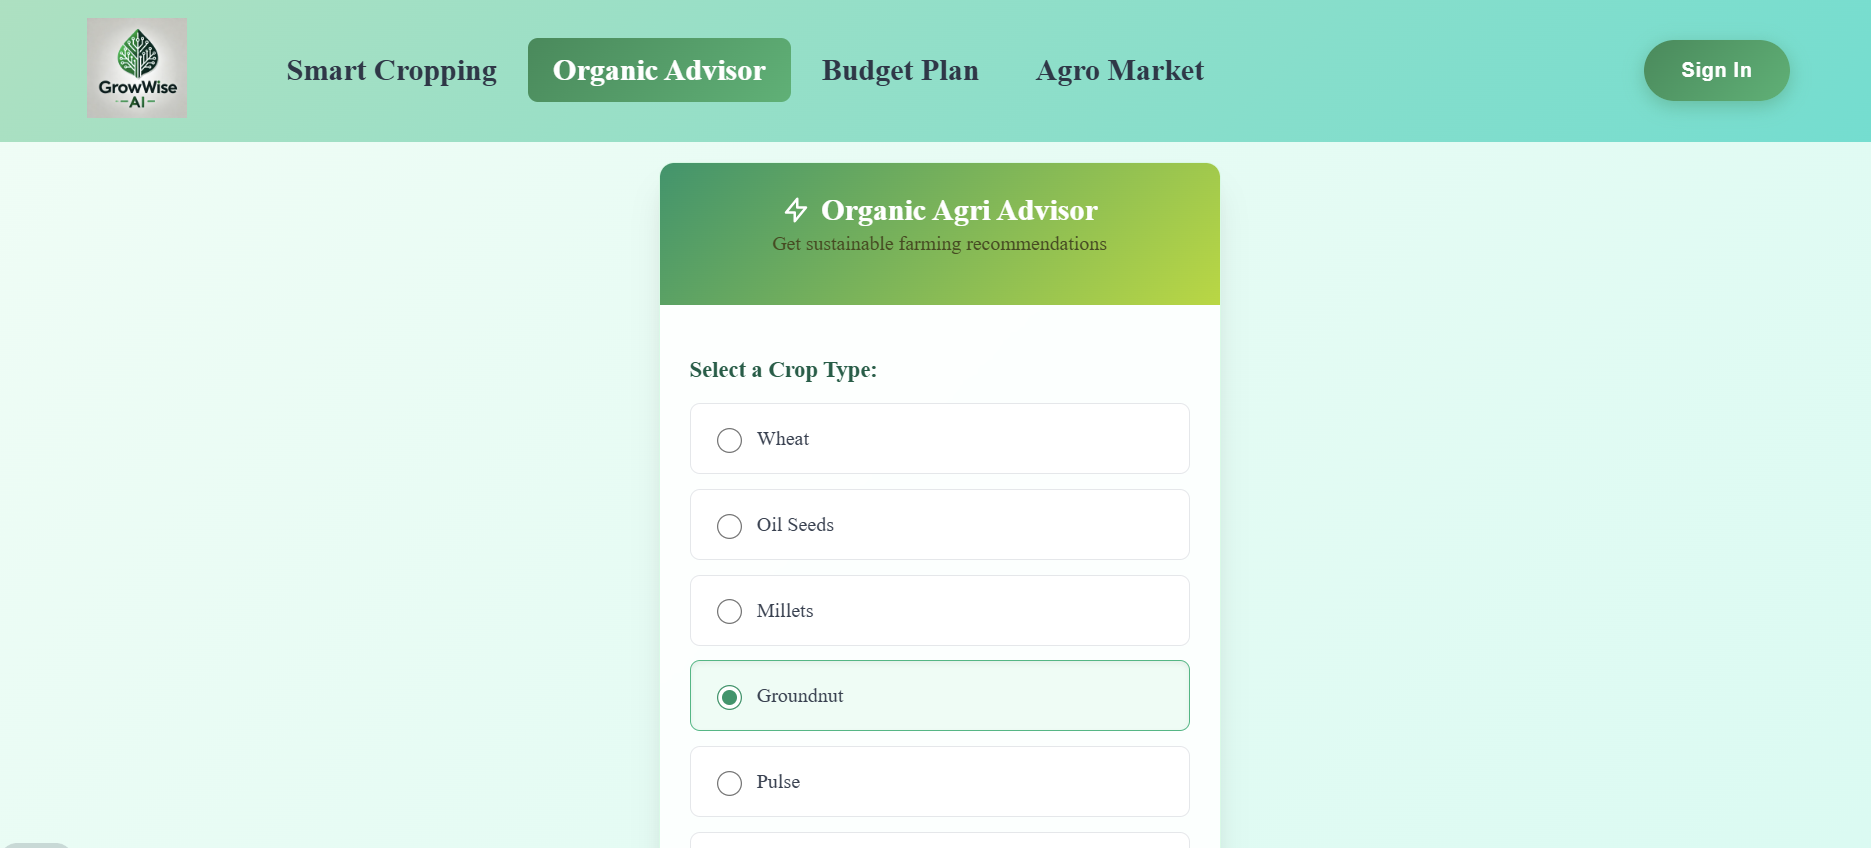 GrowWise
AI
Smart Cropping
Organic Advisor
Budget Plan
Agro Market
Sign In
Organic Agri Advisor
Get sustainable farming recommendations
Select a Crop Type:
Wheat
Oil Seeds
Millets
Groundnut
Pulse